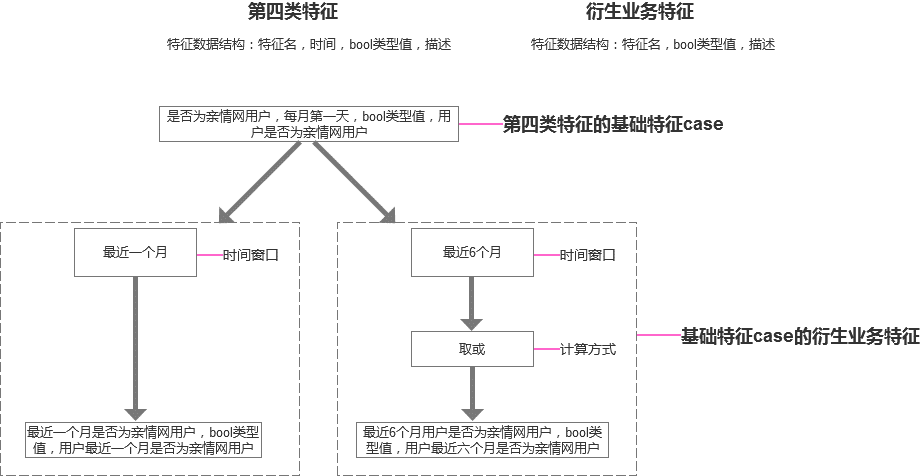 第四类特征
衍生业务特征
特征数据结构：特征名，时间，bool类型值，描述
特征数据结构：特征名，bool类型值，描述
是否为亲情网用户，每月第一天，bool类型值，用
户是否为亲情网用户
第四类特征的基础特征case
最近一个月
时间窗口
最近6个月
时间窗口
取或
计算方式
基础特征case的衍生业务特征
最近一个月是否为亲情网用户，bool类型
值，用户最近一个月是否为亲情网用户
最近6个月用户是否为亲情网用户，bool类
型值，用户最近六个月是否为亲情网用户